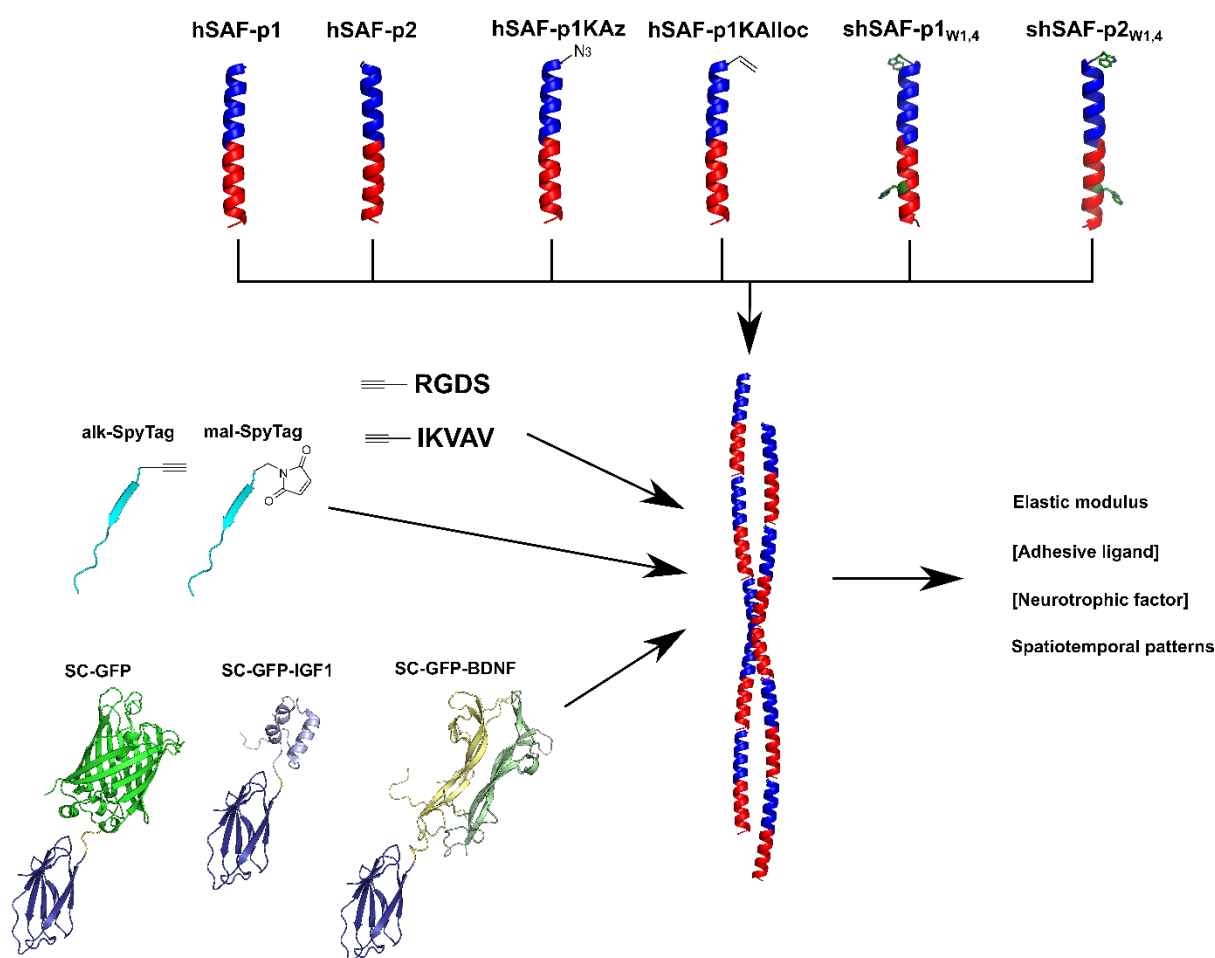 hSAF-p1 hSAF-p2 hSAF-p1KAz hSAF-p1KAlloc shSAF-p1W1,4 shSAF-p2W1,4
N3
RGDS
alk-SpyTag mal-SpyTag
IKVAV
O
N
O
Elastic modulus
[Adhesive ligand]
[Neurotrophic factor]
Spatiotemporal patterns
SC-GFP SC-GFP-IGF1 SC-GFP-BDNF